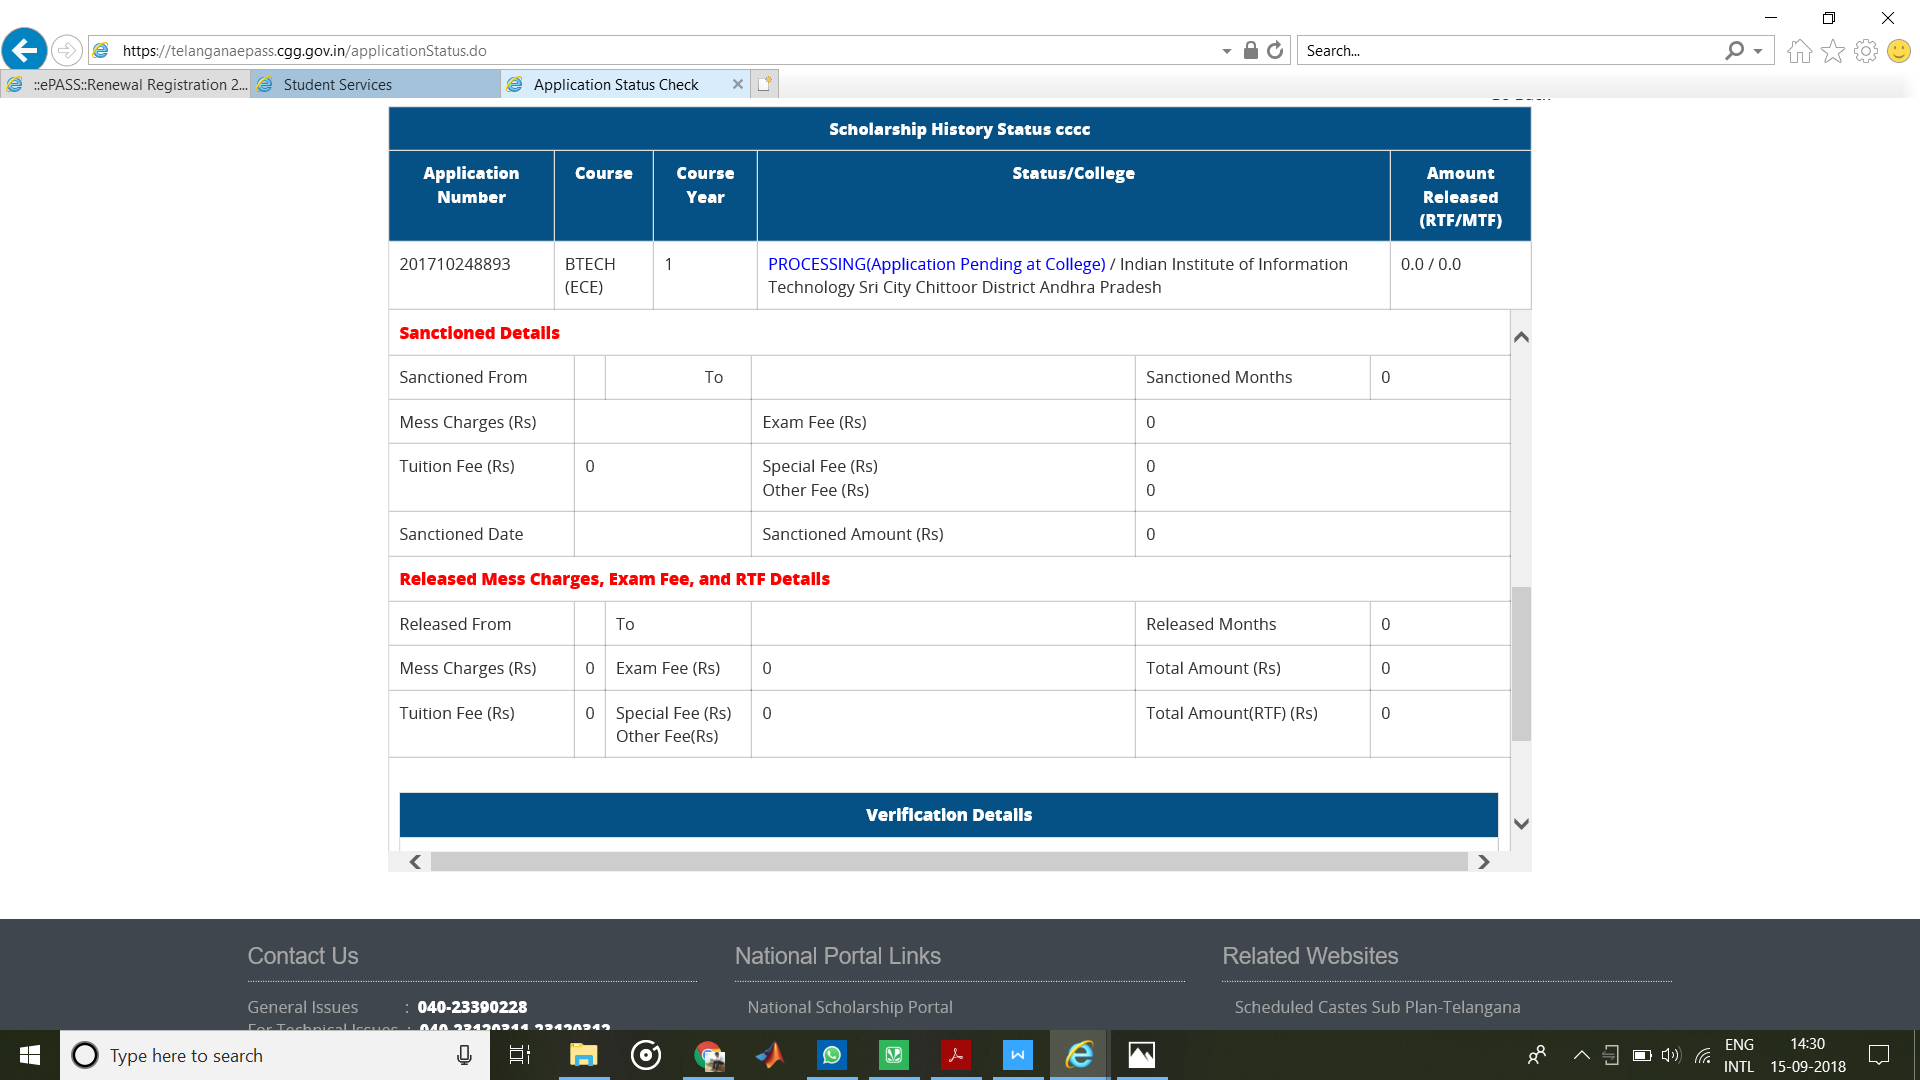 https://telanganaepass.cgg.gov.in/applicationStatus.do
Search...
::ePASS::Renewal Registration 2...
Student Services
Application Status Check
Scholarship History Status cccc
Application Number
Course
Course Year
Status/College
Amount Released (RTF/MTF)
201710248893
BTECH (ECE)
1
PROCESSING(Application Pending at College) / Indian Institute of Information
Technology Sri City Chittoor District Andhra Pradesh
0.0 / 0.0
Sanctioned Details
Sanctioned From To Sanctioned Months 0
Mess Charges (Rs) Exam Fee (Rs) 0
Tuition Fee (Rs) 0 Special Fee (Rs) 0
Other Fee (Rs) 0
Sanctioned Date Sanctioned Amount (Rs) 0
Released Mess Charges, Exam Fee, and RTF Details
Released From To Released Months 0
Mess Charges (Rs) 0 Exam Fee (Rs) 0 Total Amount (Rs) 0
Tuition Fee (Rs) 0 Special Fee (Rs) 0 Total Amount(RTF) (Rs) 0
Other Fee(Rs)
Verification Details
Contact Us
National Portal Links
Related Websites
General Issues : 040-23390228
National Scholarship Portal
Scheduled Castes Sub Plan-Telangana
For Technical Issues : 040-23120311,23120312
Type here to search
ENG
INTL
14:30
15-09-2018